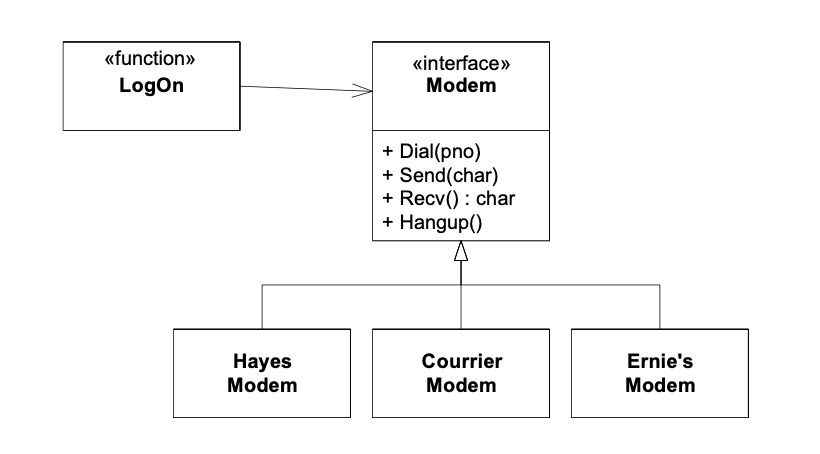 «function»
LogOn
«interface»
Modem
+ Dial(pno)
+ Send(char)
+ Recv() : char
+ Hangup()
Hayes
Modem
Courrier
Modem
Ernie's
Modem